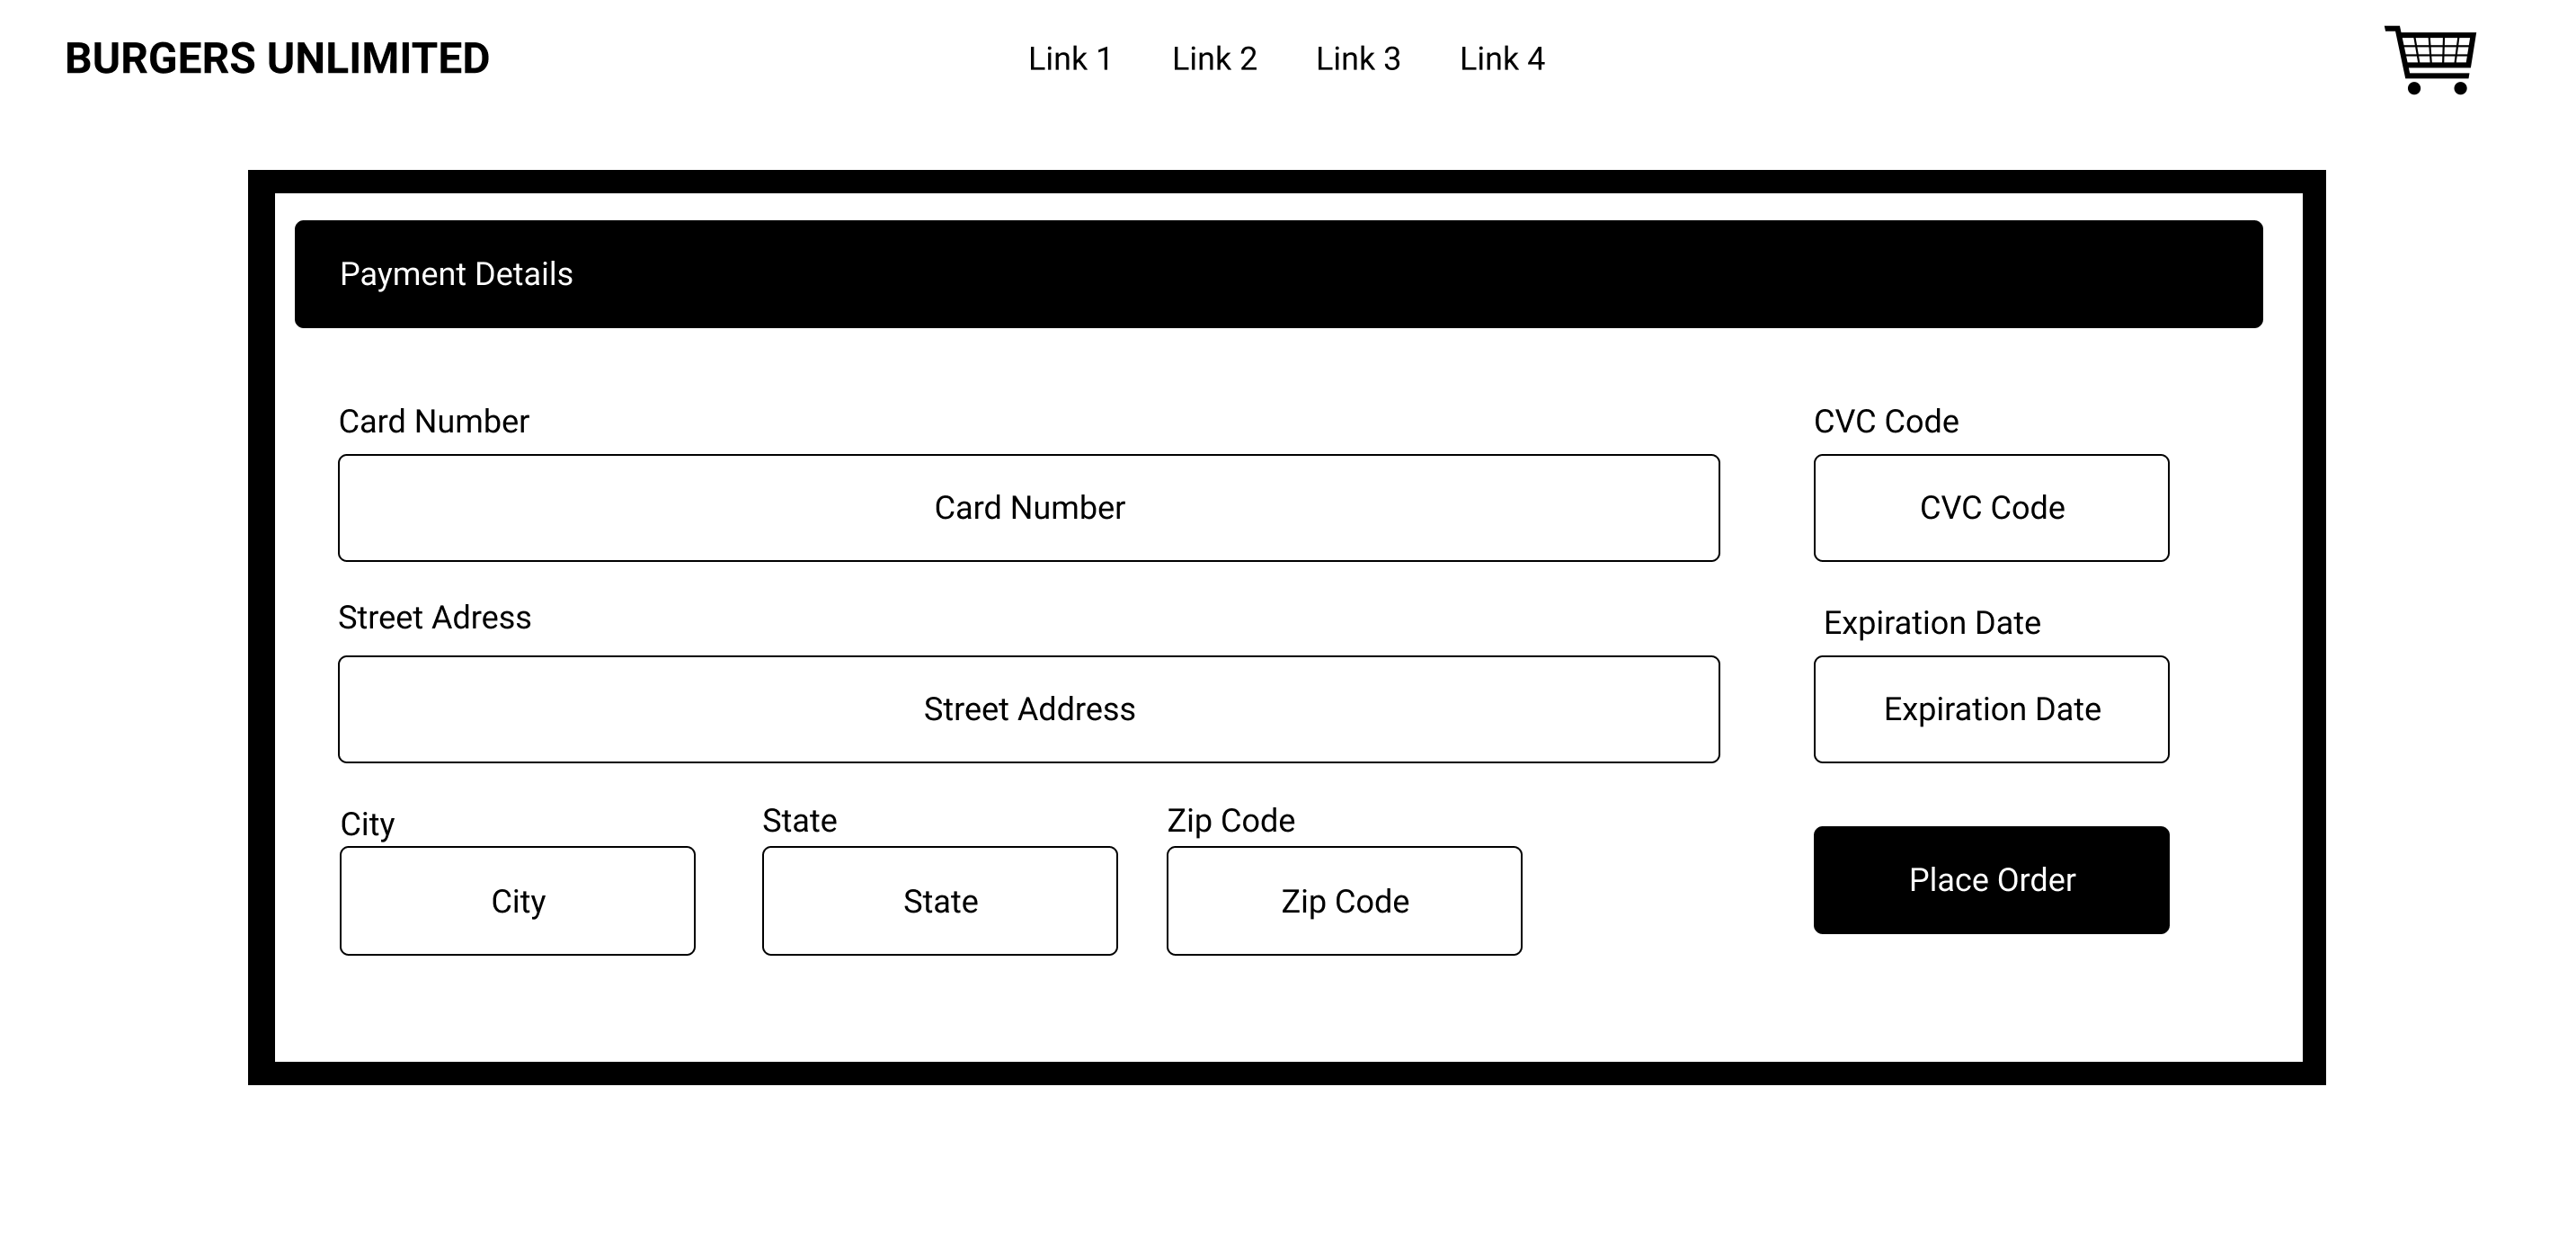 BURGERS UNLIMITED
Link 1
Link 2
Link 3
Link 4
Payment Details
Card Number
CVC Code
Card Number
CVC Code
Street Adress
Expiration Date
Street Address
Expiration Date
City
State
Zip Code
City
State
Zip Code
Place Order